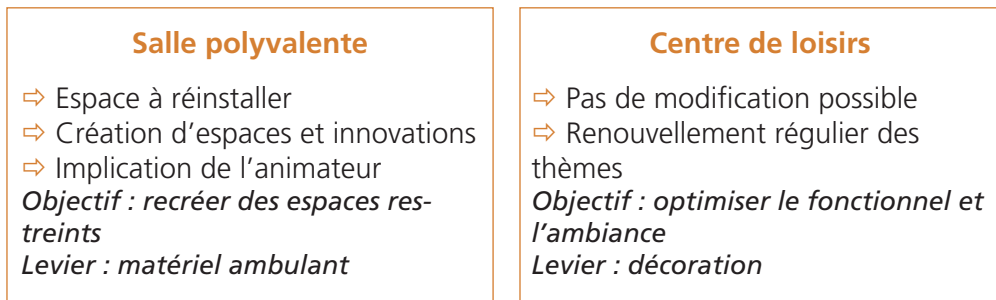 Salle polyvalente
⇨ Espace à réinstaller
⇨ Création d'espaces et innovations
⇨ Implication de l'animateur
Objectif : recréer des espaces res-
treints
Levier : matériel ambulant
Centre de loisirs
⇨ Pas de modification possible
⇨ Renouvellement régulier des
thèmes
Objectif : optimiser le fonctionnel et
l'ambiance
Levier : décoration